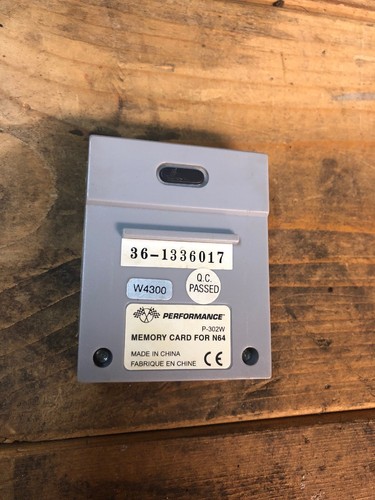 36-1336017
W4300
Q.C.
PASSED
PERFORMANCE
P-302W
MEMORY CARD FOR N64
MADE IN CHINA
FABRIQUE EN CHINE
CE